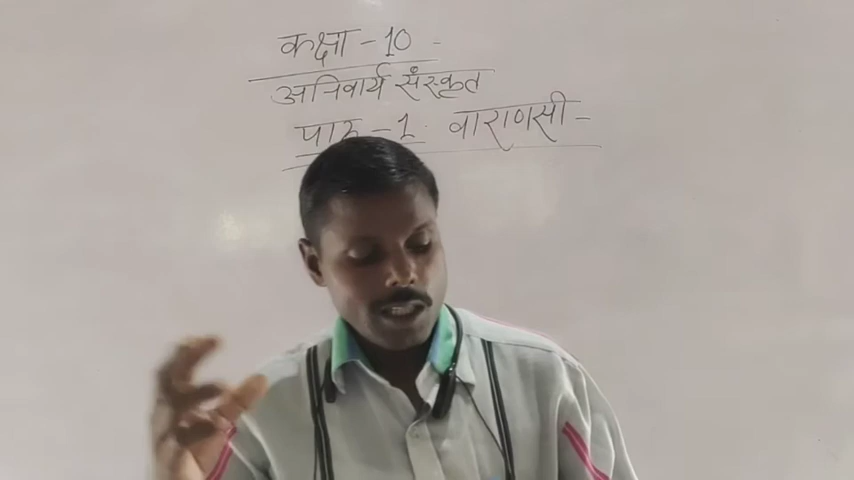 कक्षा - 10 -
अनिवार्य संस्कृत
पाठ - 1 वाराणसी -